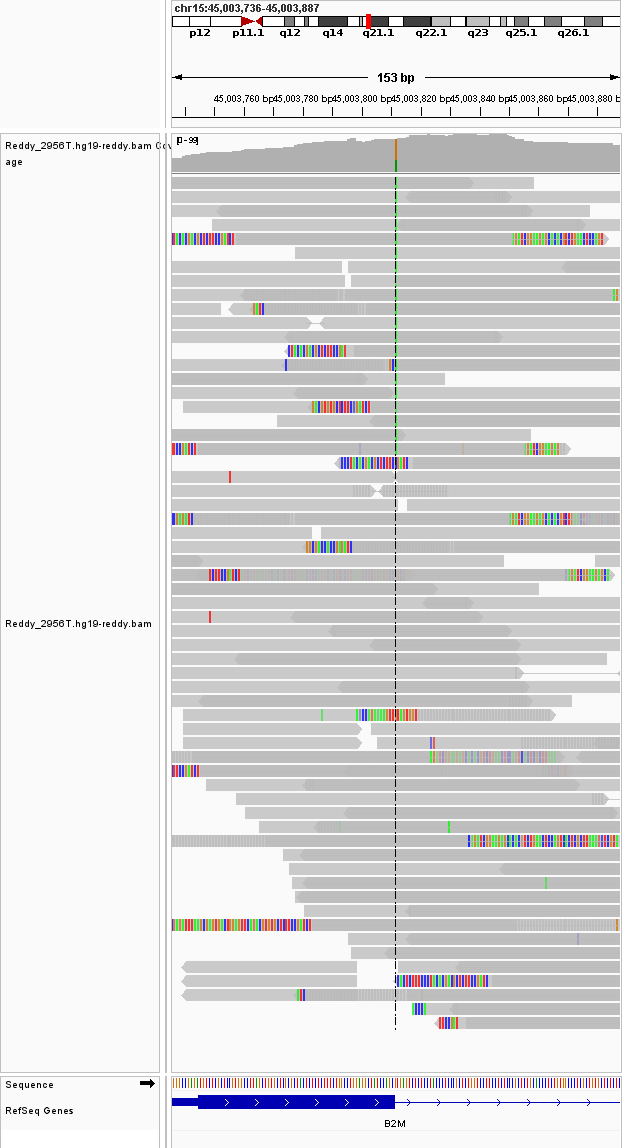 chr15:45,003,736-45,003,887
p12 p11.1 q12 q14 q21.1 q22.1 q23 q25.1 q26.1
153 bp
45,003,760 bp 45,003,780 bp 45,003,800 bp 45,003,820 bp 45,003,840 bp 45,003,860 bp 45,003,880 b
Reddy_2956T.hg19-reddy.bam Cov
age
[0-99]
Reddy_2956T.hg19-reddy.bam
Sequence
RefSeq Genes
B2M